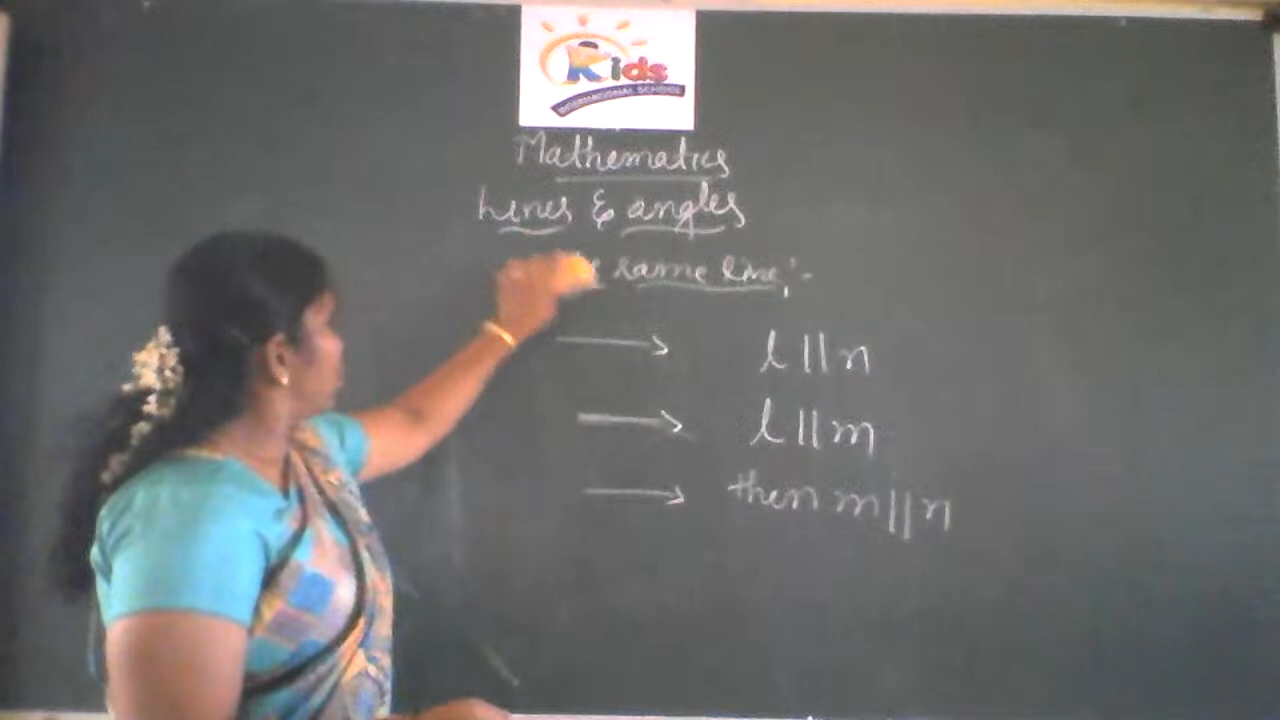 Kids
INTERNATIONAL SCHOOL
Mathematics
Lines & angles
same line :-
l || n
l || m
then m || n